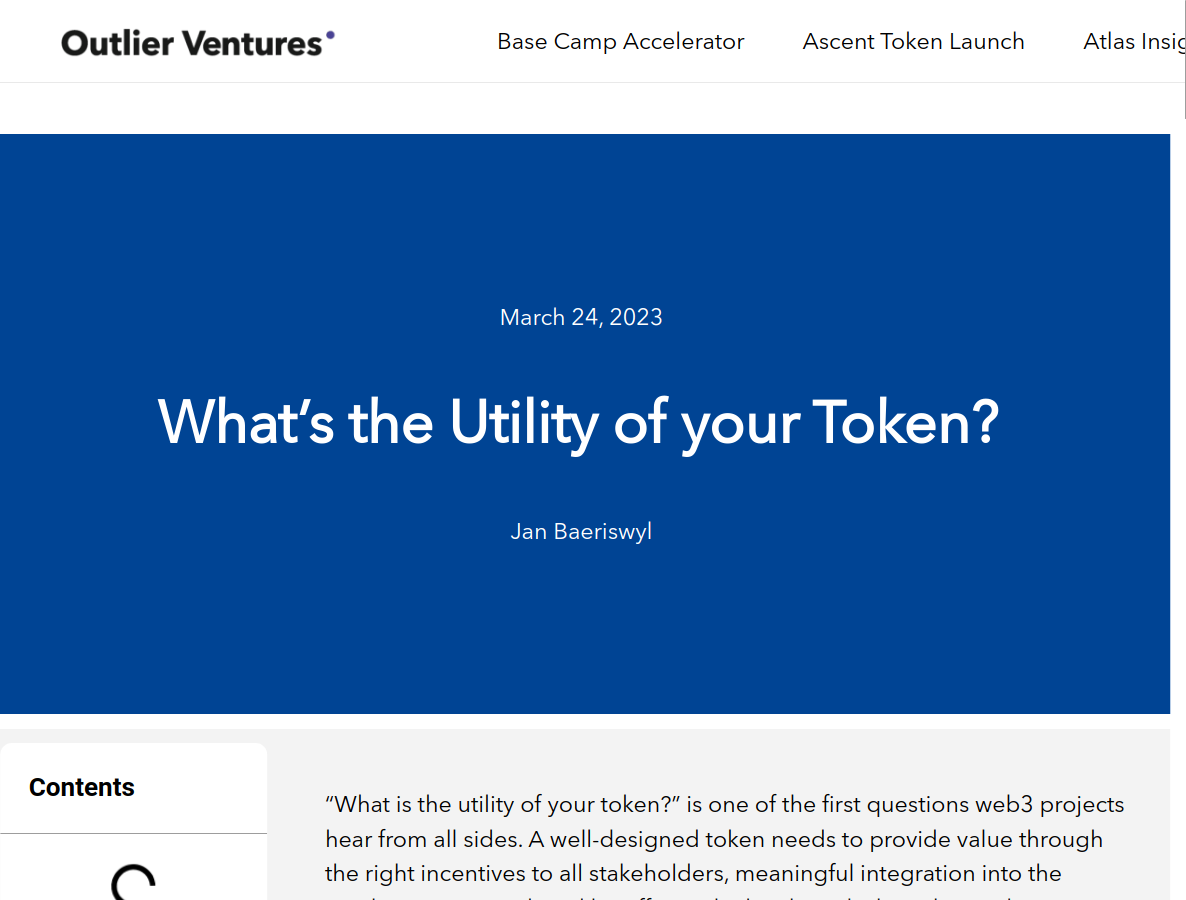 Outlier Ventures
Base Camp Accelerator
Ascent Token Launch
Atlas
March 24, 2023
What’s the Utility of your Token?
Jan Baeriswyl
Contents
“What is the utility of your token?” is one of the first questions web3 projects
hear from all sides. A well-designed token needs to provide value through
the right incentives to all stakeholders, meaningful integration into the